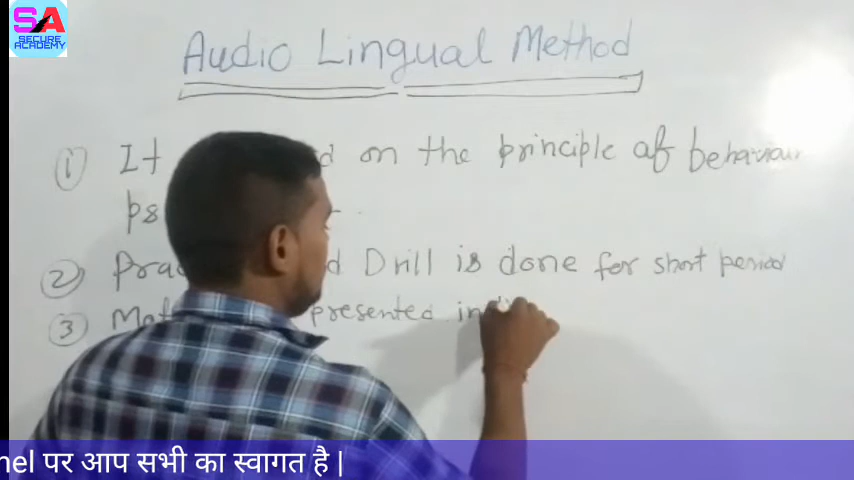 SA
SECURE
ACADEMY
Audio Lingual Method
① It on the principle of behaviour
② Drill is done for short period
③ presented in
पर आप सभी का स्वागत है |